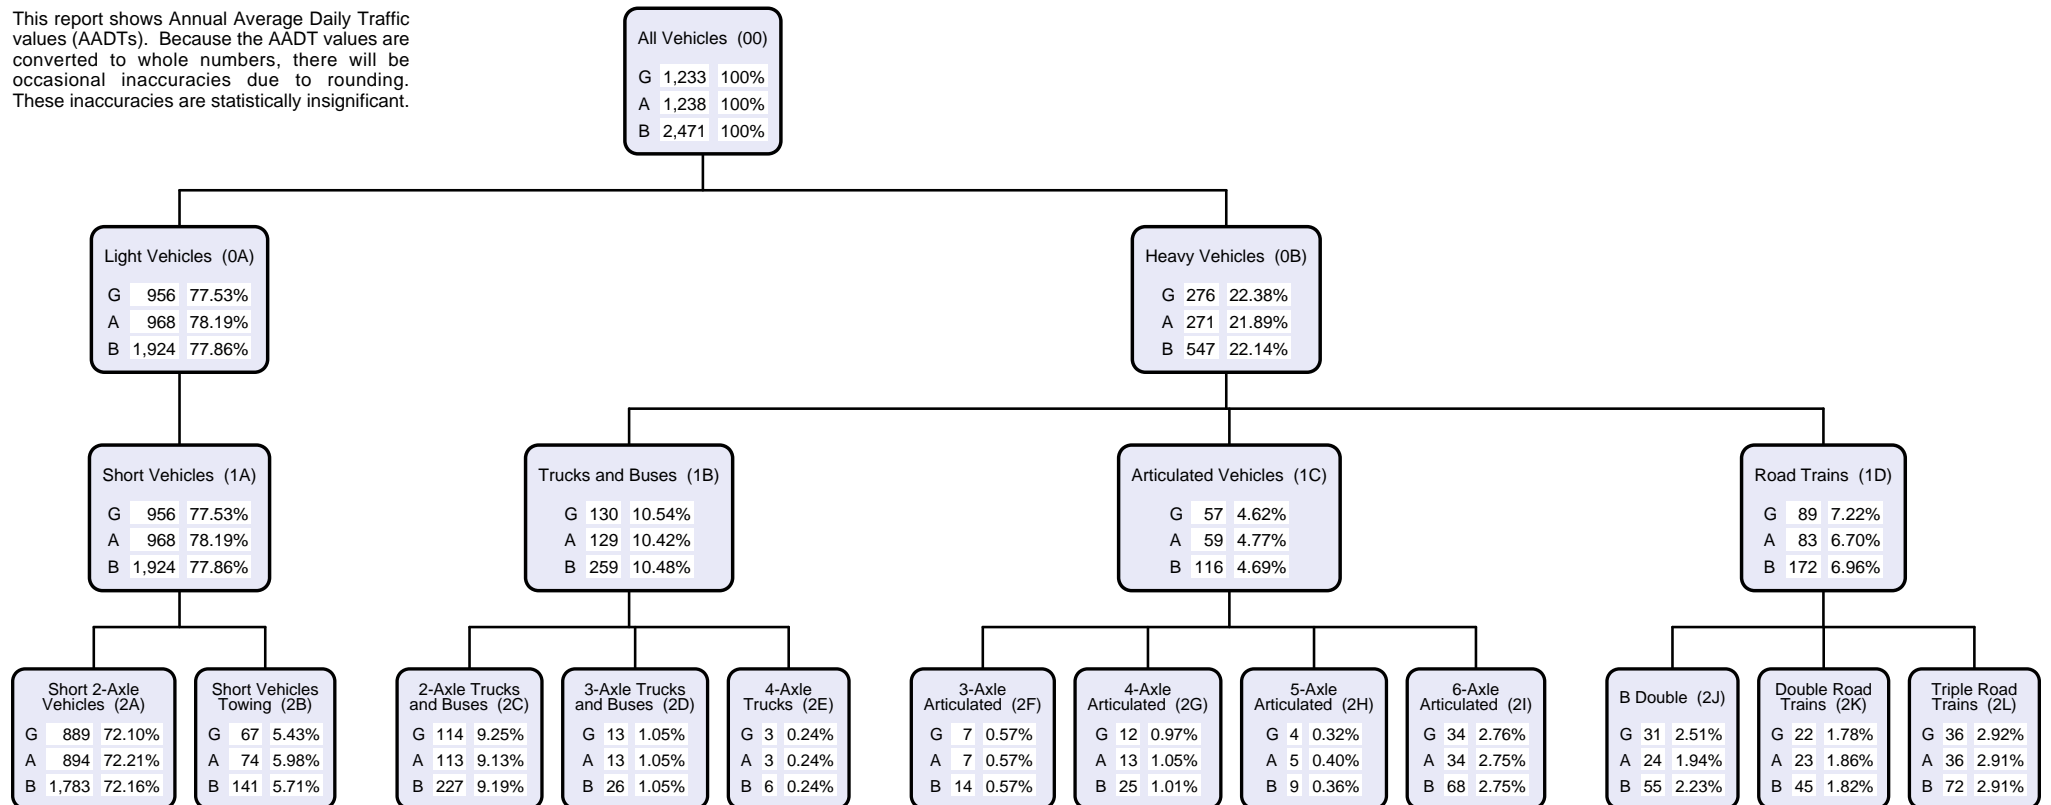 This report shows Annual Average Daily Traffic
values (AADTs). Because the AADT values are
converted to whole numbers, there will be
occasional inaccuracies due to rounding.
These inaccuracies are statistically insignificant.
All Vehicles (00)
G 1,233 100%
A 1,238 100%
B 2,471 100%
Light Vehicles (0A)
G 956 77.53%
A 968 78.19%
B 1,924 77.86%
Heavy Vehicles (0B)
G 276 22.38%
A 271 21.89%
B 547 22.14%
Short Vehicles (1A)
G 956 77.53%
A 968 78.19%
B 1,924 77.86%
Trucks and Buses (1B)
G 130 10.54%
A 129 10.42%
B 259 10.48%
Articulated Vehicles (1C)
G 57 4.62%
A 59 4.77%
B 116 4.69%
Road Trains (1D)
G 89 7.22%
A 83 6.70%
B 172 6.96%
Short 2-Axle
Vehicles (2A)
G 889 72.10%
A 894 72.21%
B 1,783 72.16%
Short Vehicles
Towing (2B)
G 67 5.43%
A 74 5.98%
B 141 5.71%
2-Axle Trucks
and Buses (2C)
G 114 9.25%
A 113 9.13%
B 227 9.19%
3-Axle Trucks
and Buses (2D)
G 13 1.05%
A 13 1.05%
B 26 1.05%
4-Axle
Trucks (2E)
G 3 0.24%
A 3 0.24%
B 6 0.24%
3-Axle
Articulated (2F)
G 7 0.57%
A 7 0.57%
B 14 0.57%
4-Axle
Articulated (2G)
G 12 0.97%
A 13 1.05%
B 25 1.01%
5-Axle
Articulated (2H)
G 4 0.32%
A 5 0.40%
B 9 0.36%
6-Axle
Articulated (2I)
G 34 2.76%
A 34 2.75%
B 68 2.75%
B Double (2J)
G 31 2.51%
A 24 1.94%
B 55 2.23%
Double Road
Trains (2K)
G 22 1.78%
A 23 1.86%
B 45 1.82%
Triple Road
Trains (2L)
G 36 2.92%
A 36 2.91%
B 72 2.91%